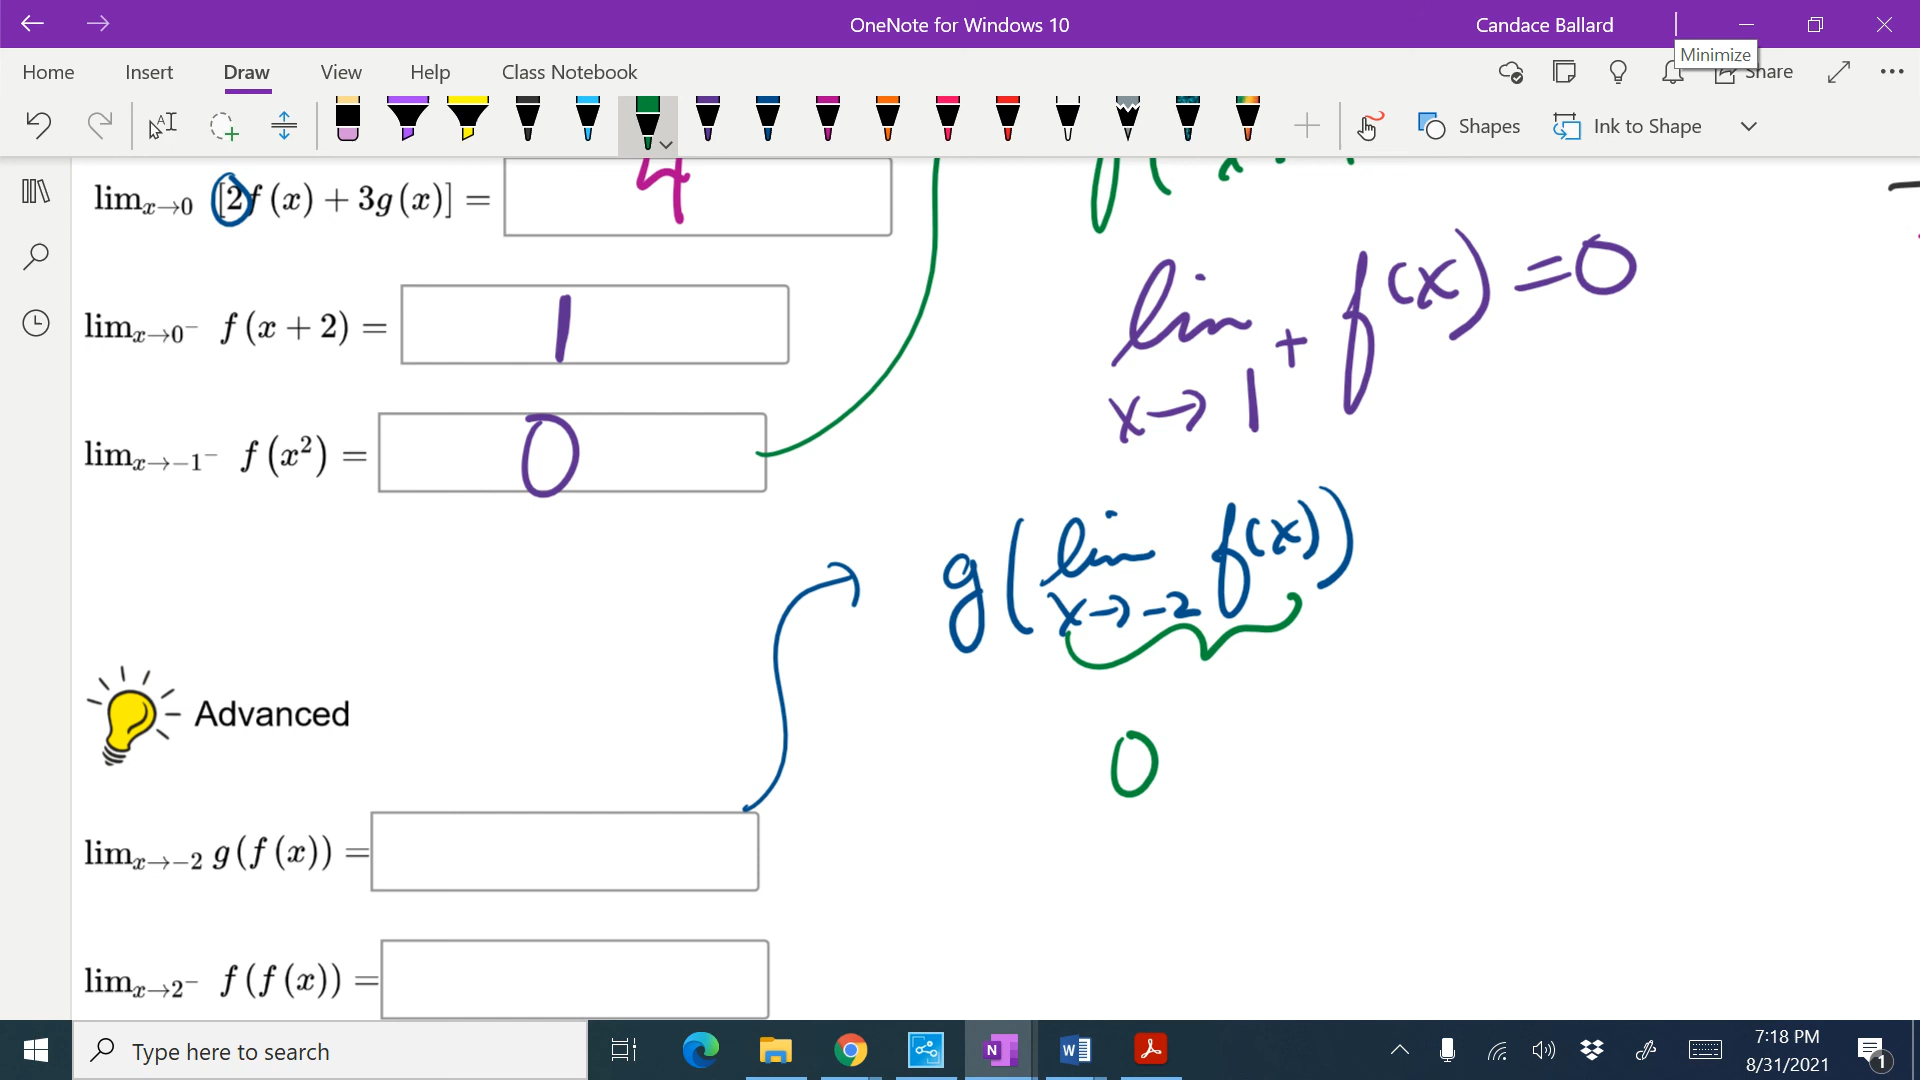 OneNote for Windows 10
Candace Ballard
Minimize
Home Insert Draw View Help Class Notebook
Share
Shapes Ink to Shape
lim_{x→0} [2f(x) + 3g(x)] = 4
lim_{x→0⁻} f(x + 2) = 1
lim_{x→-1⁻} f(x²) = 0
lim_{x→1⁺} f(x) = 0
g(lim_{x→-2} f(x))
0
Advanced
lim_{x→-2} g(f(x)) =
lim_{x→2⁻} f(f(x)) =
Type here to search
7:18 PM
8/31/2021
1